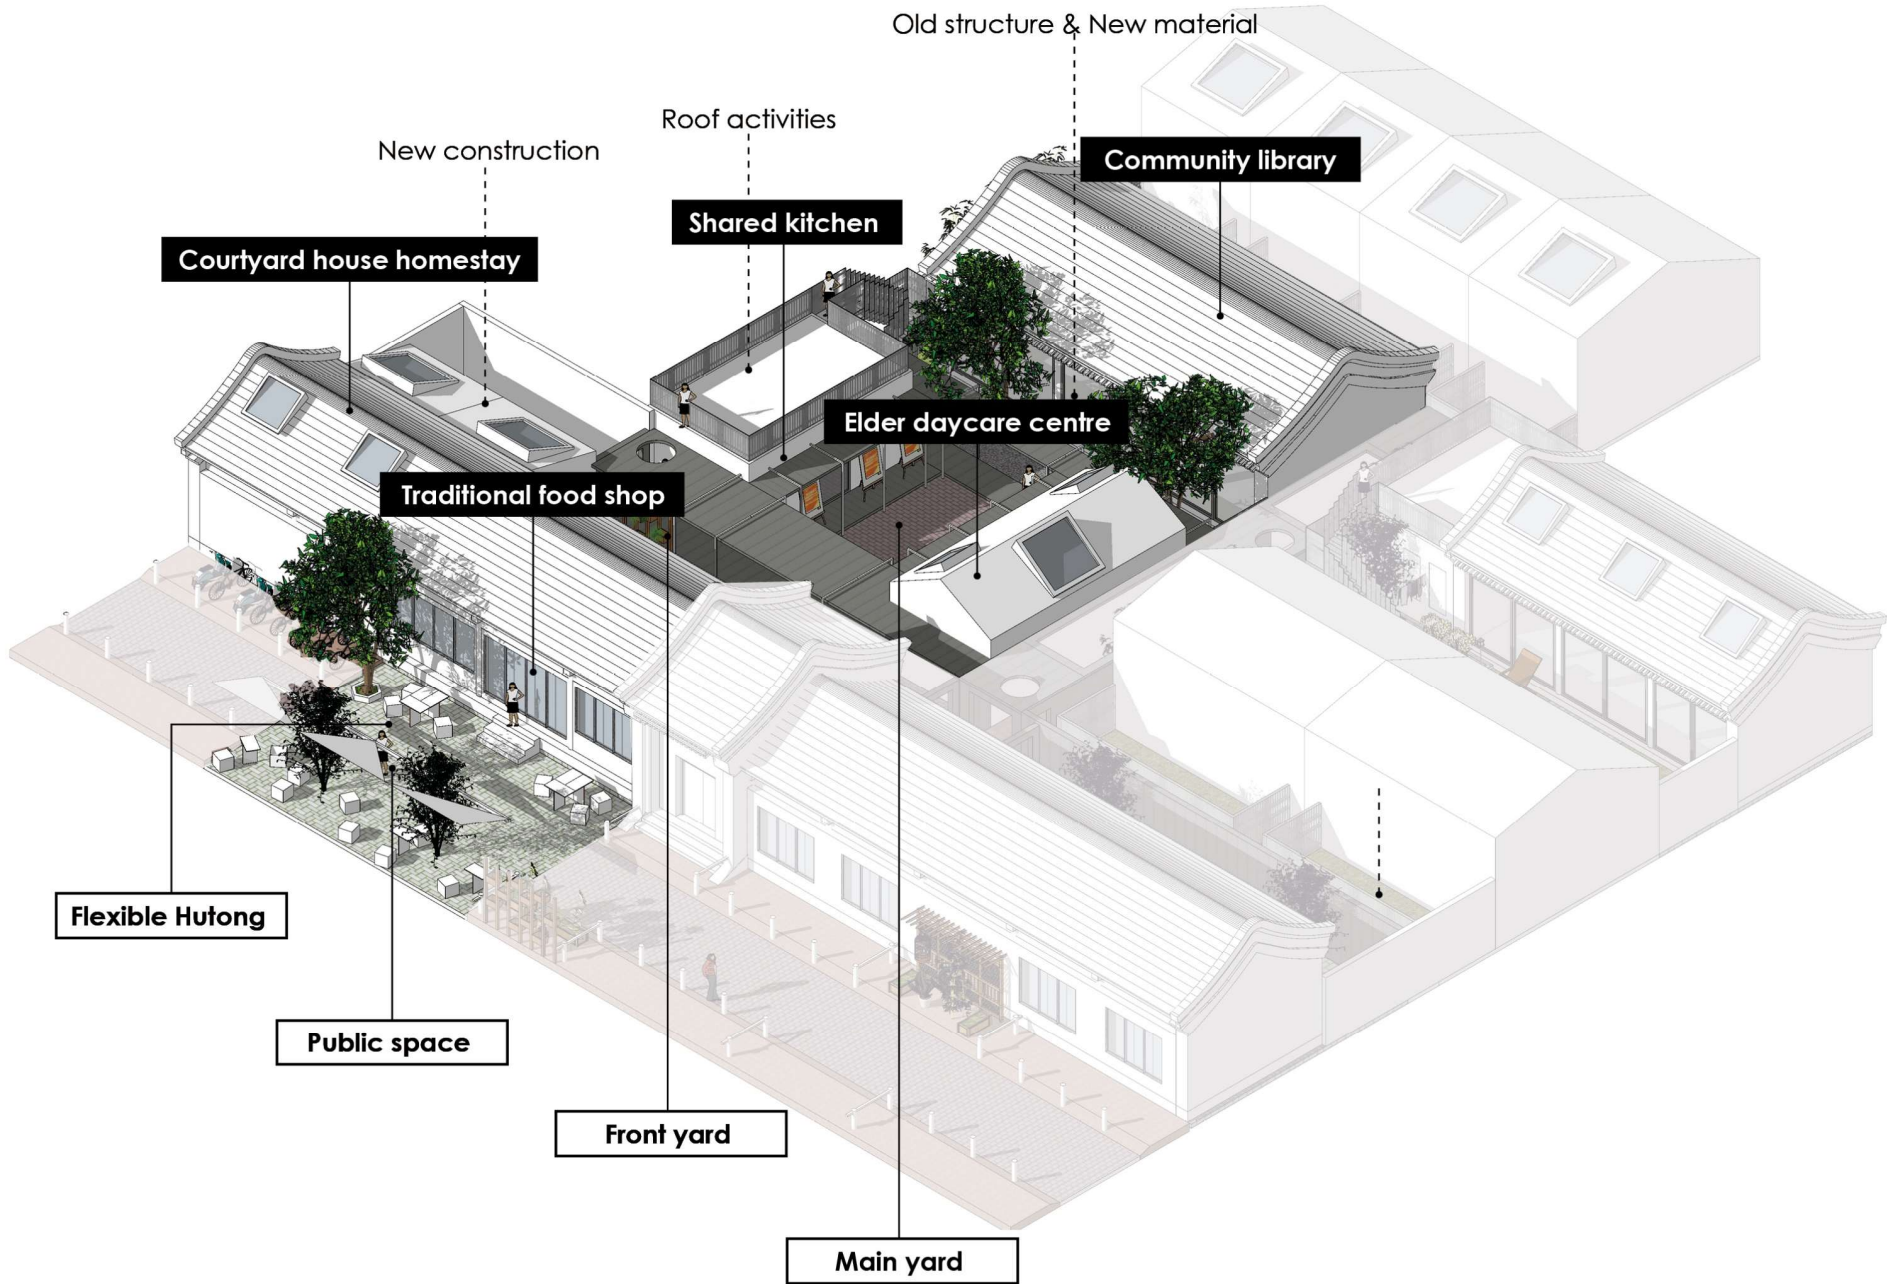 Old structure & New material
Roof activities
New construction
Community library
Shared kitchen
Courtyard house homestay
Elder daycare centre
Traditional food shop
Flexible Hutong
Public space
Front yard
Main yard